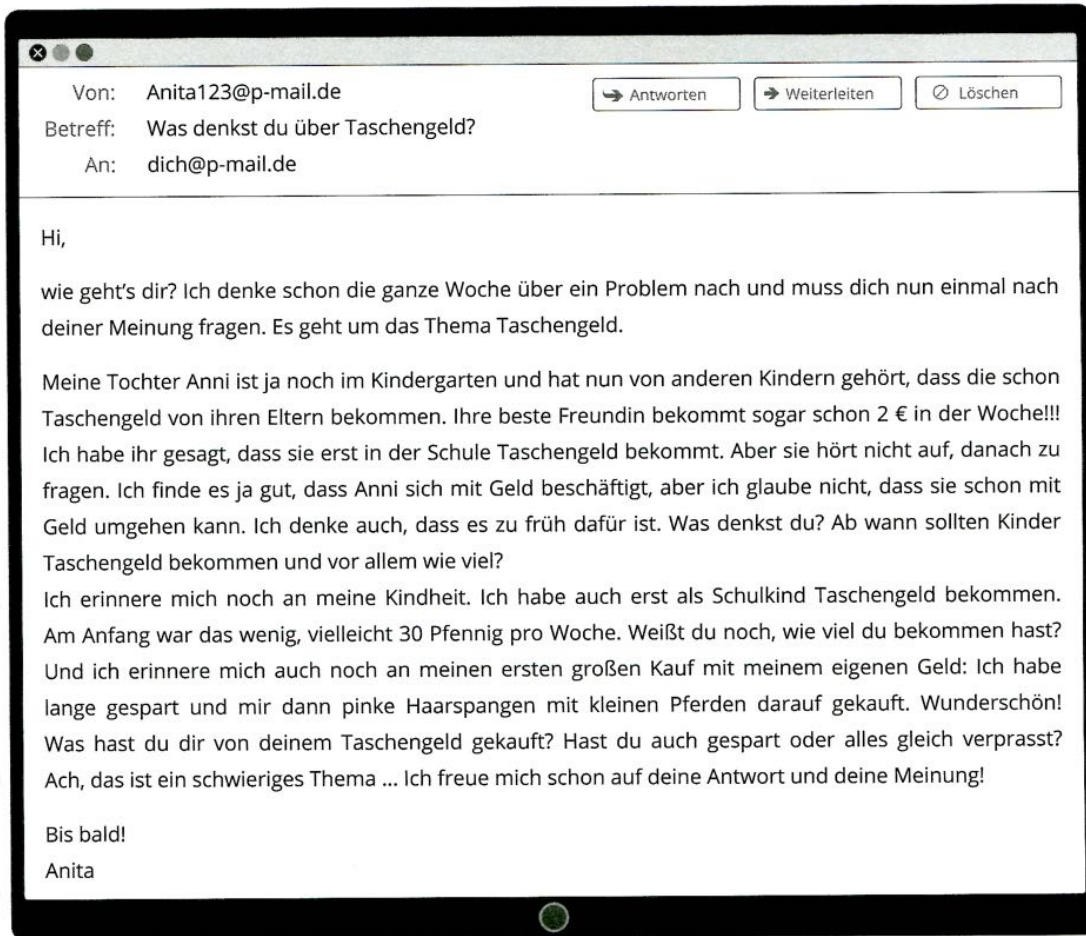 Von: Anita123@p-mail.de
Antworten
Weiterleiten
Löschen
Betreff: Was denkst du über Taschengeld?
An: dich@p-mail.de
Hi,
wie geht's dir? Ich denke schon die ganze Woche über ein Problem nach und muss dich nun einmal nach
deiner Meinung fragen. Es geht um das Thema Taschengeld.
Meine Tochter Anni ist ja noch im Kindergarten und hat nun von anderen Kindern gehört, dass die schon
Taschengeld von ihren Eltern bekommen. Ihre beste Freundin bekommt sogar schon 2 € in der Woche!!!
Ich habe ihr gesagt, dass sie erst in der Schule Taschengeld bekommt. Aber sie hört nicht auf, danach zu
fragen. Ich finde es ja gut, dass Anni sich mit Geld beschäftigt, aber ich glaube nicht, dass sie schon mit
Geld umgehen kann. Ich denke auch, dass es zu früh dafür ist. Was denkst du? Ab wann sollten Kinder
Taschengeld bekommen und vor allem wie viel?
Ich erinnere mich noch an meine Kindheit. Ich habe auch erst als Schulkind Taschengeld bekommen.
Am Anfang war das wenig, vielleicht 30 Pfennig pro Woche. Weißt du noch, wie viel du bekommen hast?
Und ich erinnere mich auch noch an meinen ersten großen Kauf mit meinem eigenen Geld: Ich habe
lange gespart und mir dann pinke Haarspangen mit kleinen Pferden darauf gekauft. Wunderschön!
Was hast du dir von deinem Taschengeld gekauft? Hast du auch gespart oder alles gleich verprasst?
Ach, das ist ein schwieriges Thema ... Ich freue mich schon auf deine Antwort und deine Meinung!
Bis bald!
Anita